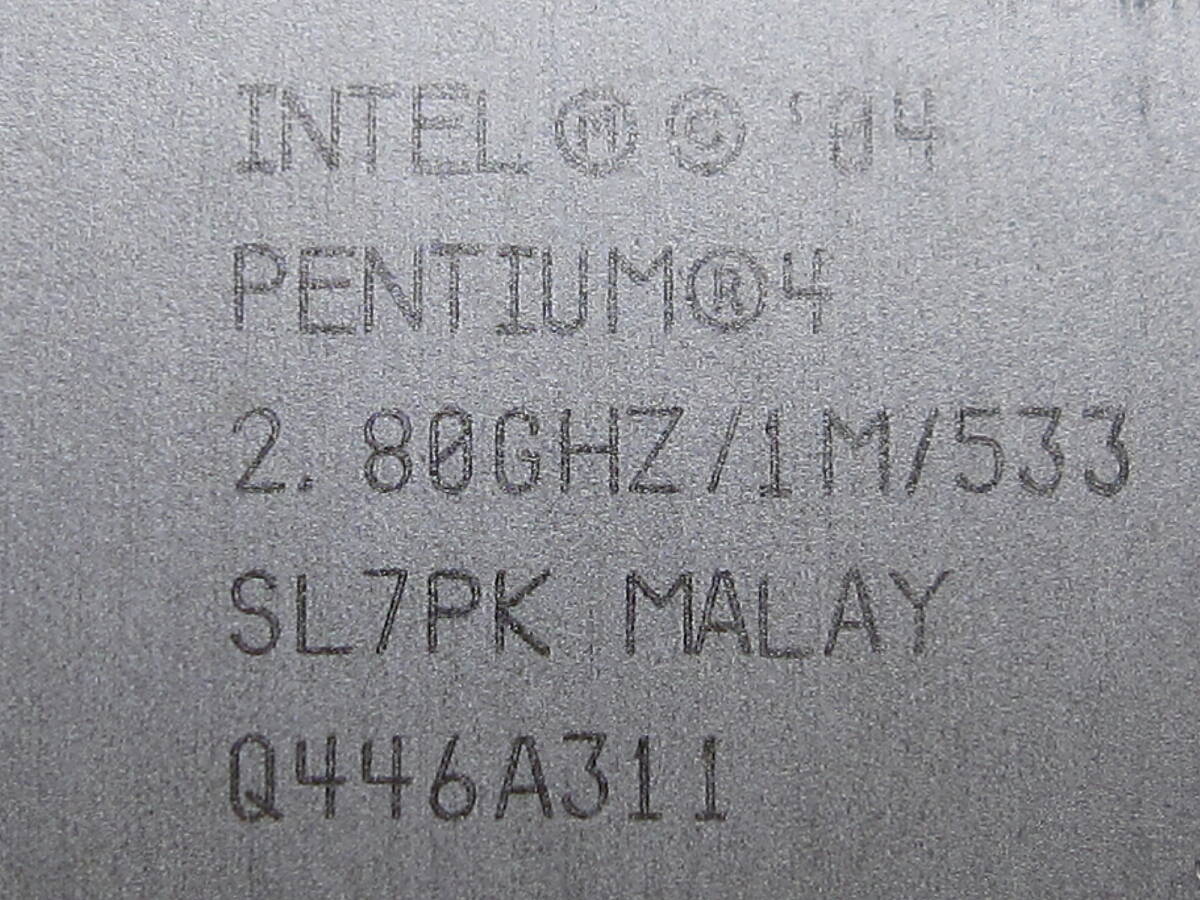 INTEL Ⓜ © '04
PENTIUM®4
2.80GHZ/1M/533
SL7PK MALAY
Q446A311